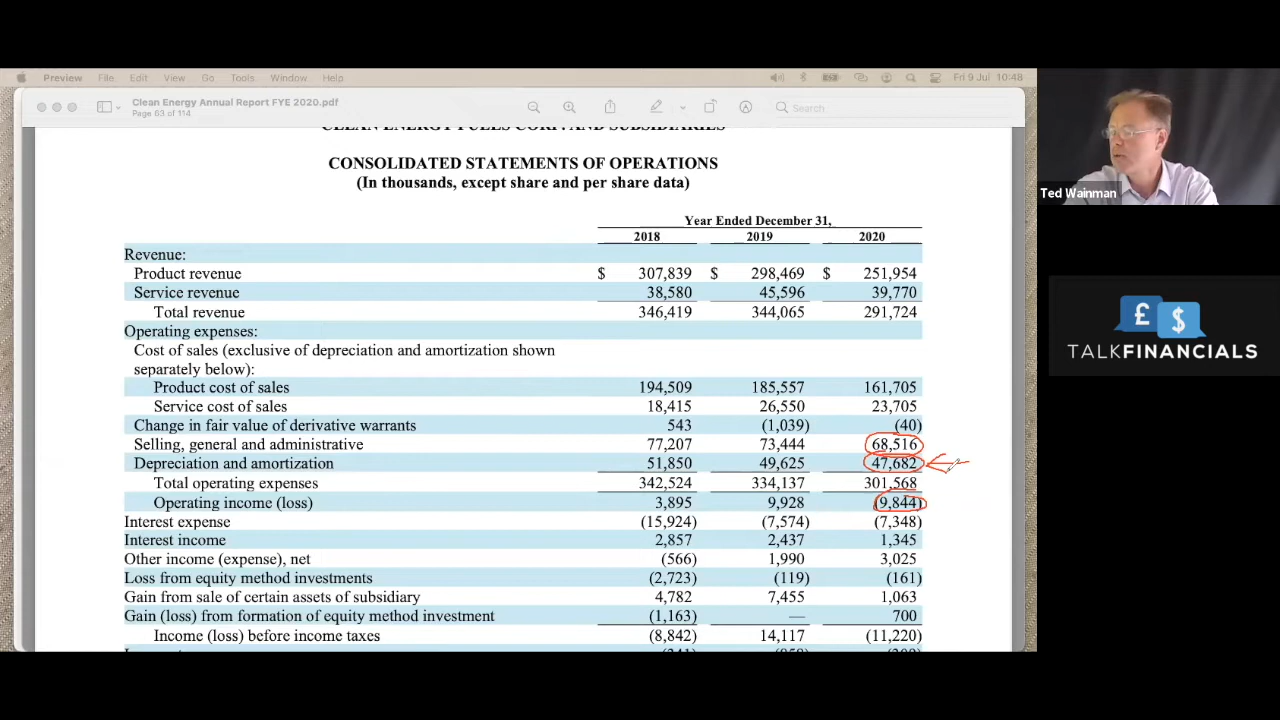 Preview File Edit View Go Tools Window Help Fri 9 Jul 10:48
Clean Energy Annual Report FYE 2020.pdf
Page 63 of 114
Search
CLEAN ENERGY FUELS CORP. AND SUBSIDIARIES
CONSOLIDATED STATEMENTS OF OPERATIONS
(In thousands, except share and per share data)
Year Ended December 31,
2018 2019 2020
Revenue:
Product revenue $ 307,839 $ 298,469 $ 251,954
Service revenue 38,580 45,596 39,770
Total revenue 346,419 344,065 291,724
Operating expenses:
Cost of sales (exclusive of depreciation and amortization shown
separately below):
Product cost of sales 194,509 185,557 161,705
Service cost of sales 18,415 26,550 23,705
Change in fair value of derivative warrants 543 (1,039) (40)
Selling, general and administrative 77,207 73,444 68,516
Depreciation and amortization 51,850 49,625 47,682
Total operating expenses 342,524 334,137 301,568
Operating income (loss) 3,895 9,928 (9,844)
Interest expense (15,924) (7,574) (7,348)
Interest income 2,857 2,437 1,345
Other income (expense), net (566) 1,990 3,025
Loss from equity method investments (2,723) (119) (161)
Gain from sale of certain assets of subsidiary 4,782 7,455 1,063
Gain (loss) from formation of equity method investment (1,163) — 700
Income (loss) before income taxes (8,842) 14,117 (11,220)
Ted Wainman
£ $
TALKFINANCIALS